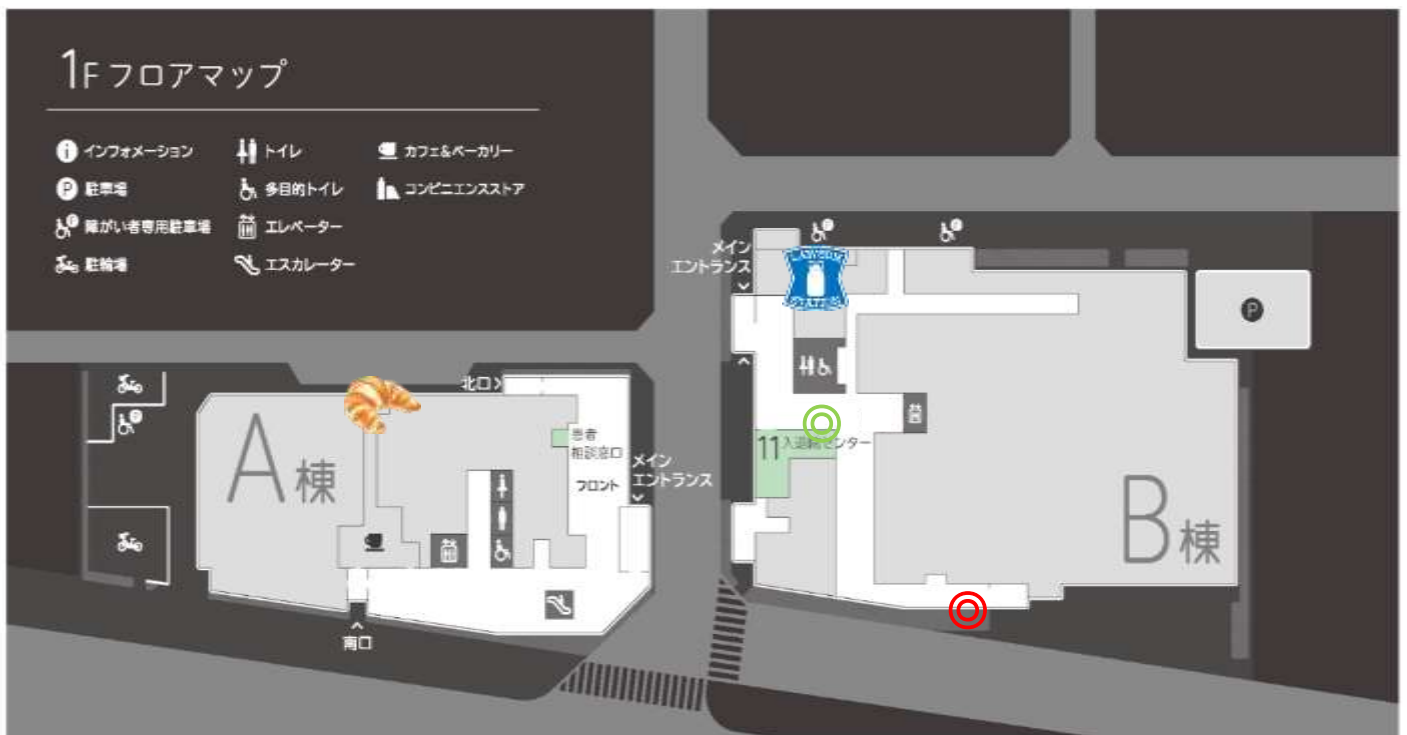 1F フロアマップ
インフォメーション
トイレ
カフェ&ベーカリー
P 駐車場
多目的トイレ
コンビニエンスストア
障がい者専用駐車場
エレベーター
駐輪場
エスカレーター
メイン
エントランス
LAWSON
STATION
P
北口
A棟
患者
相談窓口
フロント
メイン
エントランス
11 入退院センター
B棟
南口